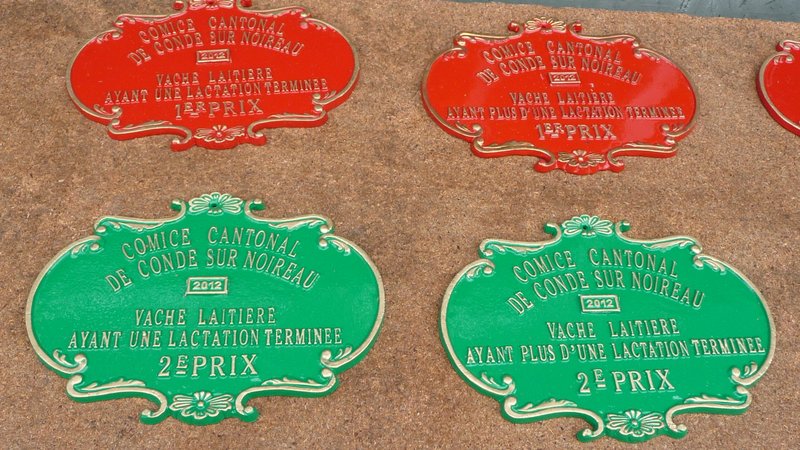 COMICE CANTONAL
DE CONDE SUR NOIREAU
2012
VACHE LAITIERE
AYANT UNE LACTATION TERMINEE
1ER PRIX
COMICE CANTONAL
DE CONDE SUR NOIREAU
2012
VACHE LAITIERE
AYANT PLUS D'UNE LACTATION TERMINEE
1ER PRIX
COMICE CANTONAL
DE CONDE SUR NOIREAU
2012
VACHE LAITIERE
AYANT UNE LACTATION TERMINEE
2E PRIX
COMICE CANTONAL
DE CONDE SUR NOIREAU
2012
VACHE LAITIERE
AYANT PLUS D'UNE LACTATION TERMINEE
2E PRIX